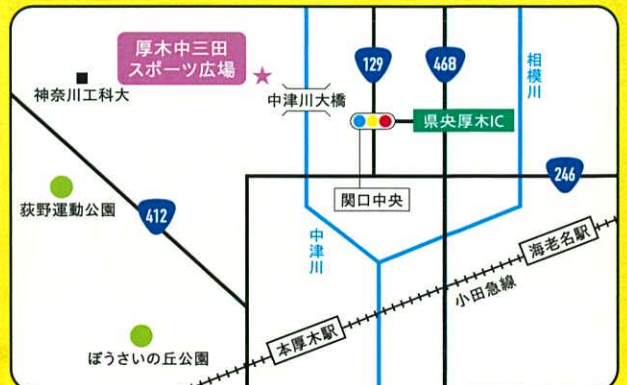 厚木中三田
スポーツ広場
神奈川工科大
中津川大橋
129
468
相模川
県央厚木IC
246
関口中央
荻野運動公園
412
中津川
海老名駅
小田急線
本厚木駅
ぼうさいの丘公園